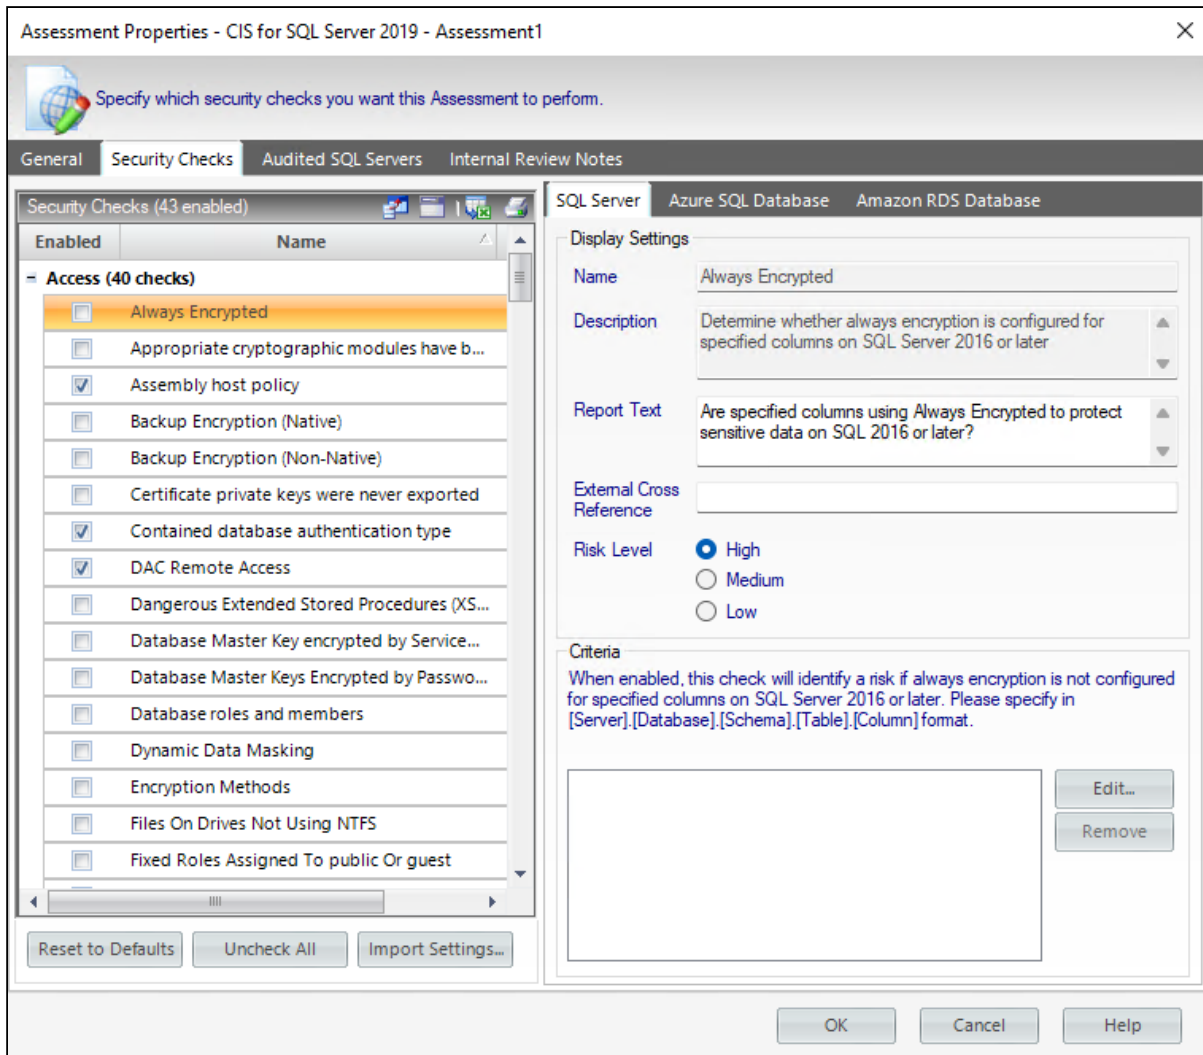 Assessment Properties - CIS for SQL Server 2019 - Assessment1
Specify which security checks you want this Assessment to perform.
General Security Checks Audited SQL Servers Internal Review Notes
Security Checks (43 enabled)
Enabled Name
Access (40 checks)
Always Encrypted
Appropriate cryptographic modules have b...
Assembly host policy
Backup Encryption (Native)
Backup Encryption (Non-Native)
Certificate private keys were never exported
Contained database authentication type
DAC Remote Access
Dangerous Extended Stored Procedures (XS...
Database Master Key encrypted by Service...
Database Master Keys Encrypted by Passwo...
Database roles and members
Dynamic Data Masking
Encryption Methods
Files On Drives Not Using NTFS
Fixed Roles Assigned To public Or guest
Reset to Defaults Uncheck All Import Settings...
SQL Server Azure SQL Database Amazon RDS Database
Display Settings
Name Always Encrypted
Description Determine whether always encryption is configured for
specified columns on SQL Server 2016 or later
Report Text Are specified columns using Always Encrypted to protect
sensitive data on SQL 2016 or later?
External Cross
Reference
Risk Level High
Medium
Low
Criteria
When enabled, this check will identify a risk if always encryption is not configured
for specified columns on SQL Server 2016 or later. Please specify in
[Server].[Database].[Schema].[Table].[Column] format.
Edit...
Remove
OK Cancel Help